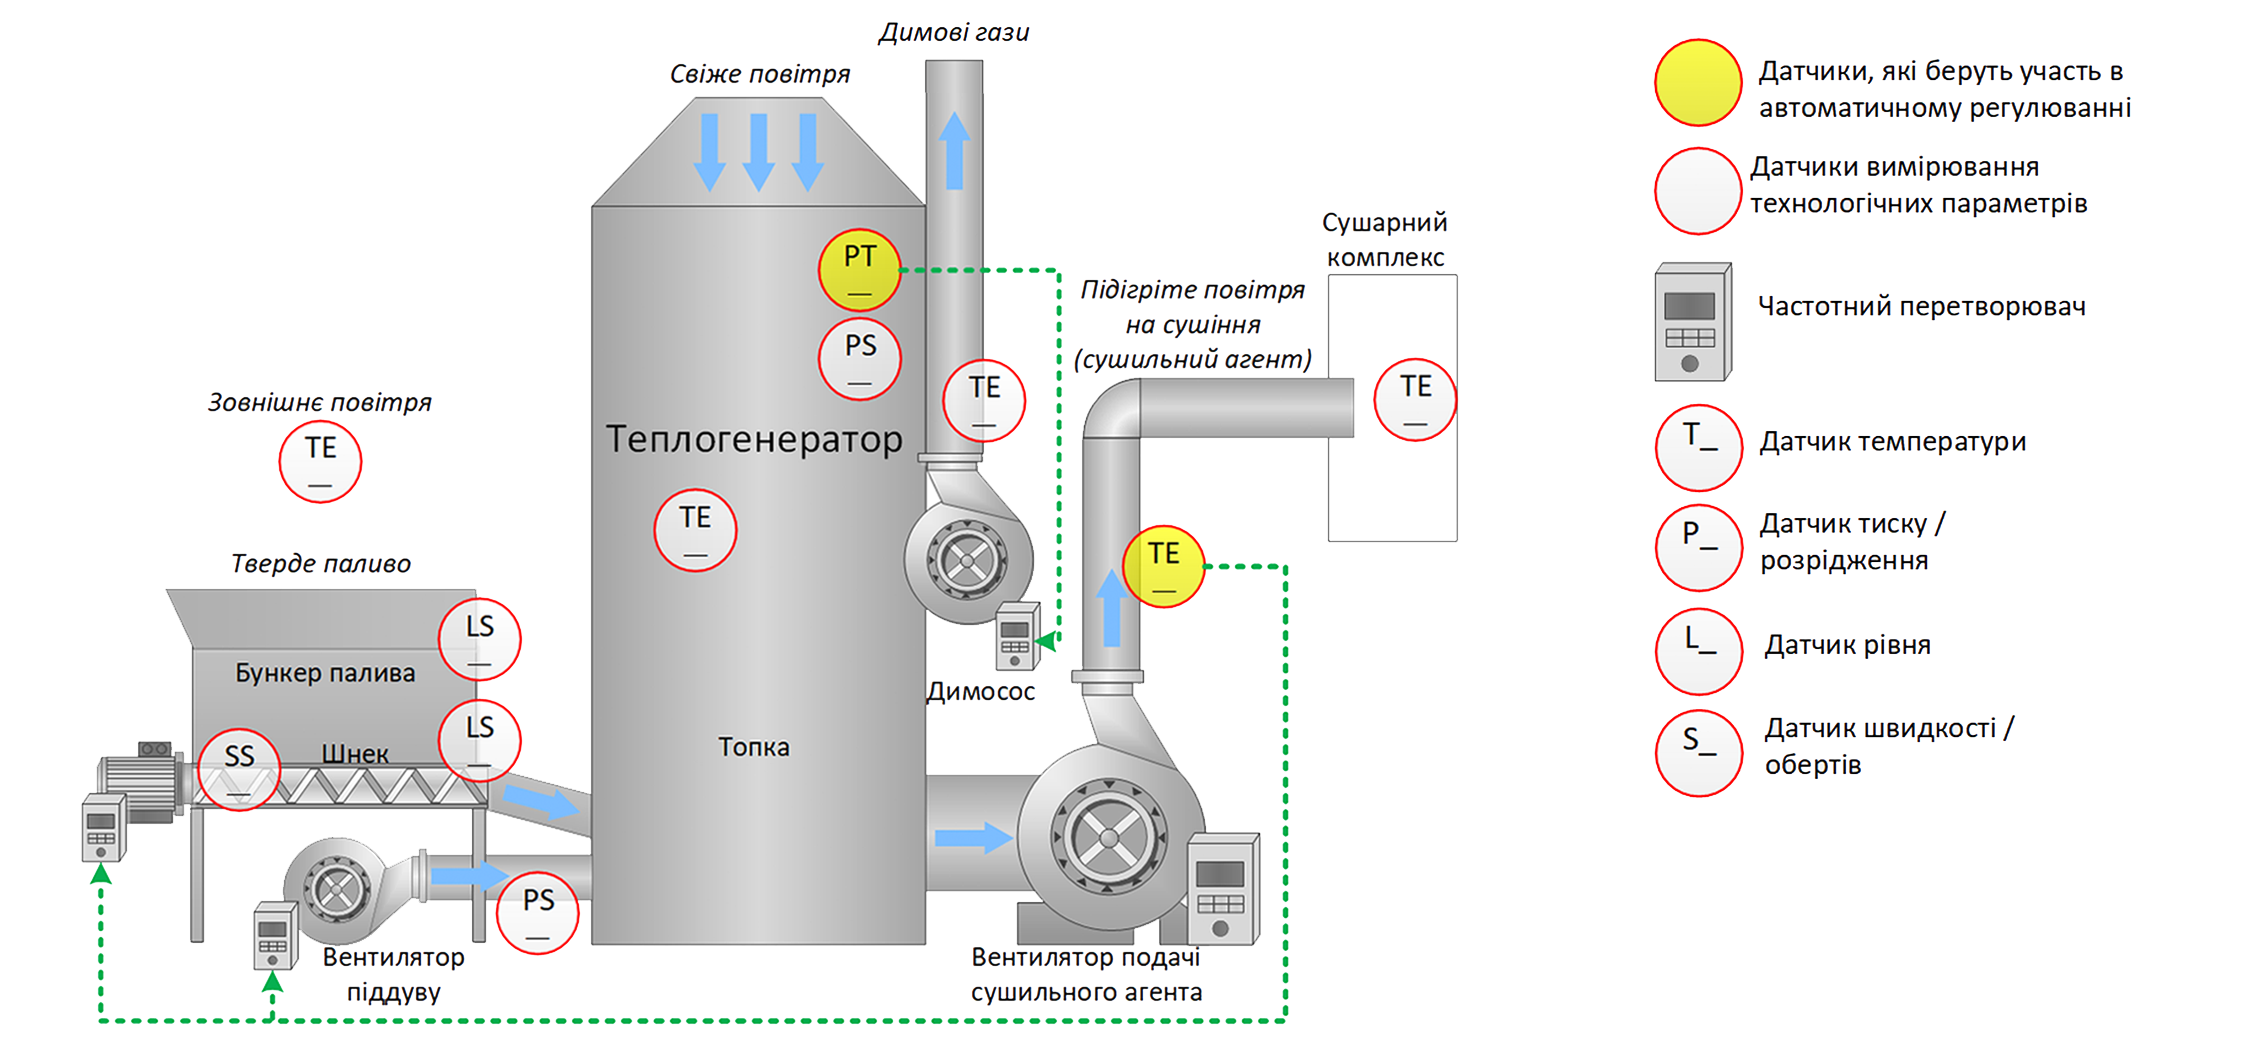 Димові гази
Свіже повітря
PT
PS
Сушарний
комплекс
Підігріте повітря
на сушіння
(сушильний агент)
TE
TE
Зовнішнє повітря
TE
Теплогенератор
TE
TE
Тверде паливо
LS
Бункер палива
Димосос
LS
SS
Шнек
Топка
PS
Вентилятор
піддуву
Вентилятор подачі
сушильного агента
Датчики, які беруть участь в
автоматичному регулюванні
Датчики вимірювання
технологічних параметрів
Частотний перетворювач
T_
Датчик температури
P_
Датчик тиску /
розрідження
L_
Датчик рівня
S_
Датчик швидкості /
обертів